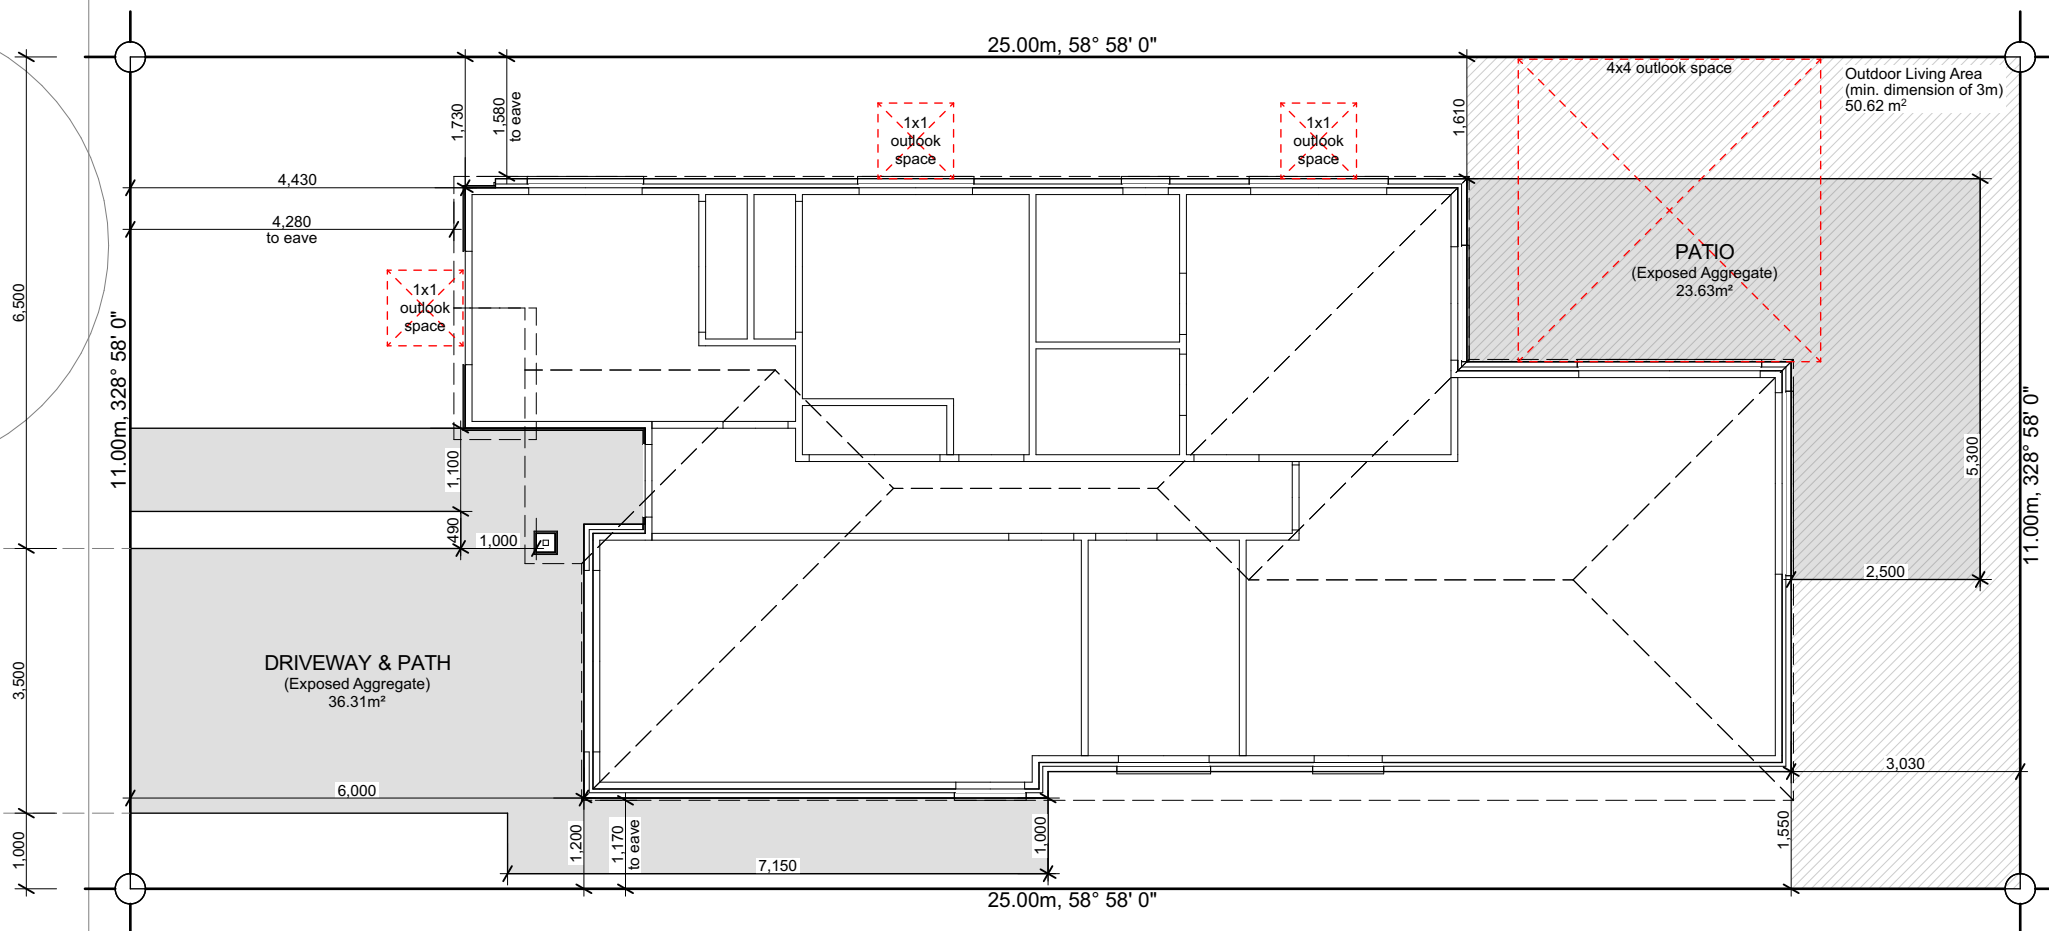 25.00m, 58° 58' 0"
4x4 outlook space
Outdoor Living Area
(min. dimension of 3m)
50.62 m²
1,730
1,580
to eave
1x1
outlook
space
1x1
outlook
space
1,610
4,430
4,280
to eave
PATIO
(Exposed Aggregate)
23.63m²
1x1
outlook
space
6,500
11.00m, 328° 58' 0"
1,100
490
1,000
5,300
11.00m, 328° 58' 0"
2,500
DRIVEWAY & PATH
(Exposed Aggregate)
36.31m²
3,500
6,000
3,030
1,000
1,200
1,170
to eave
7,150
1,000
1,550
25.00m, 58° 58' 0"